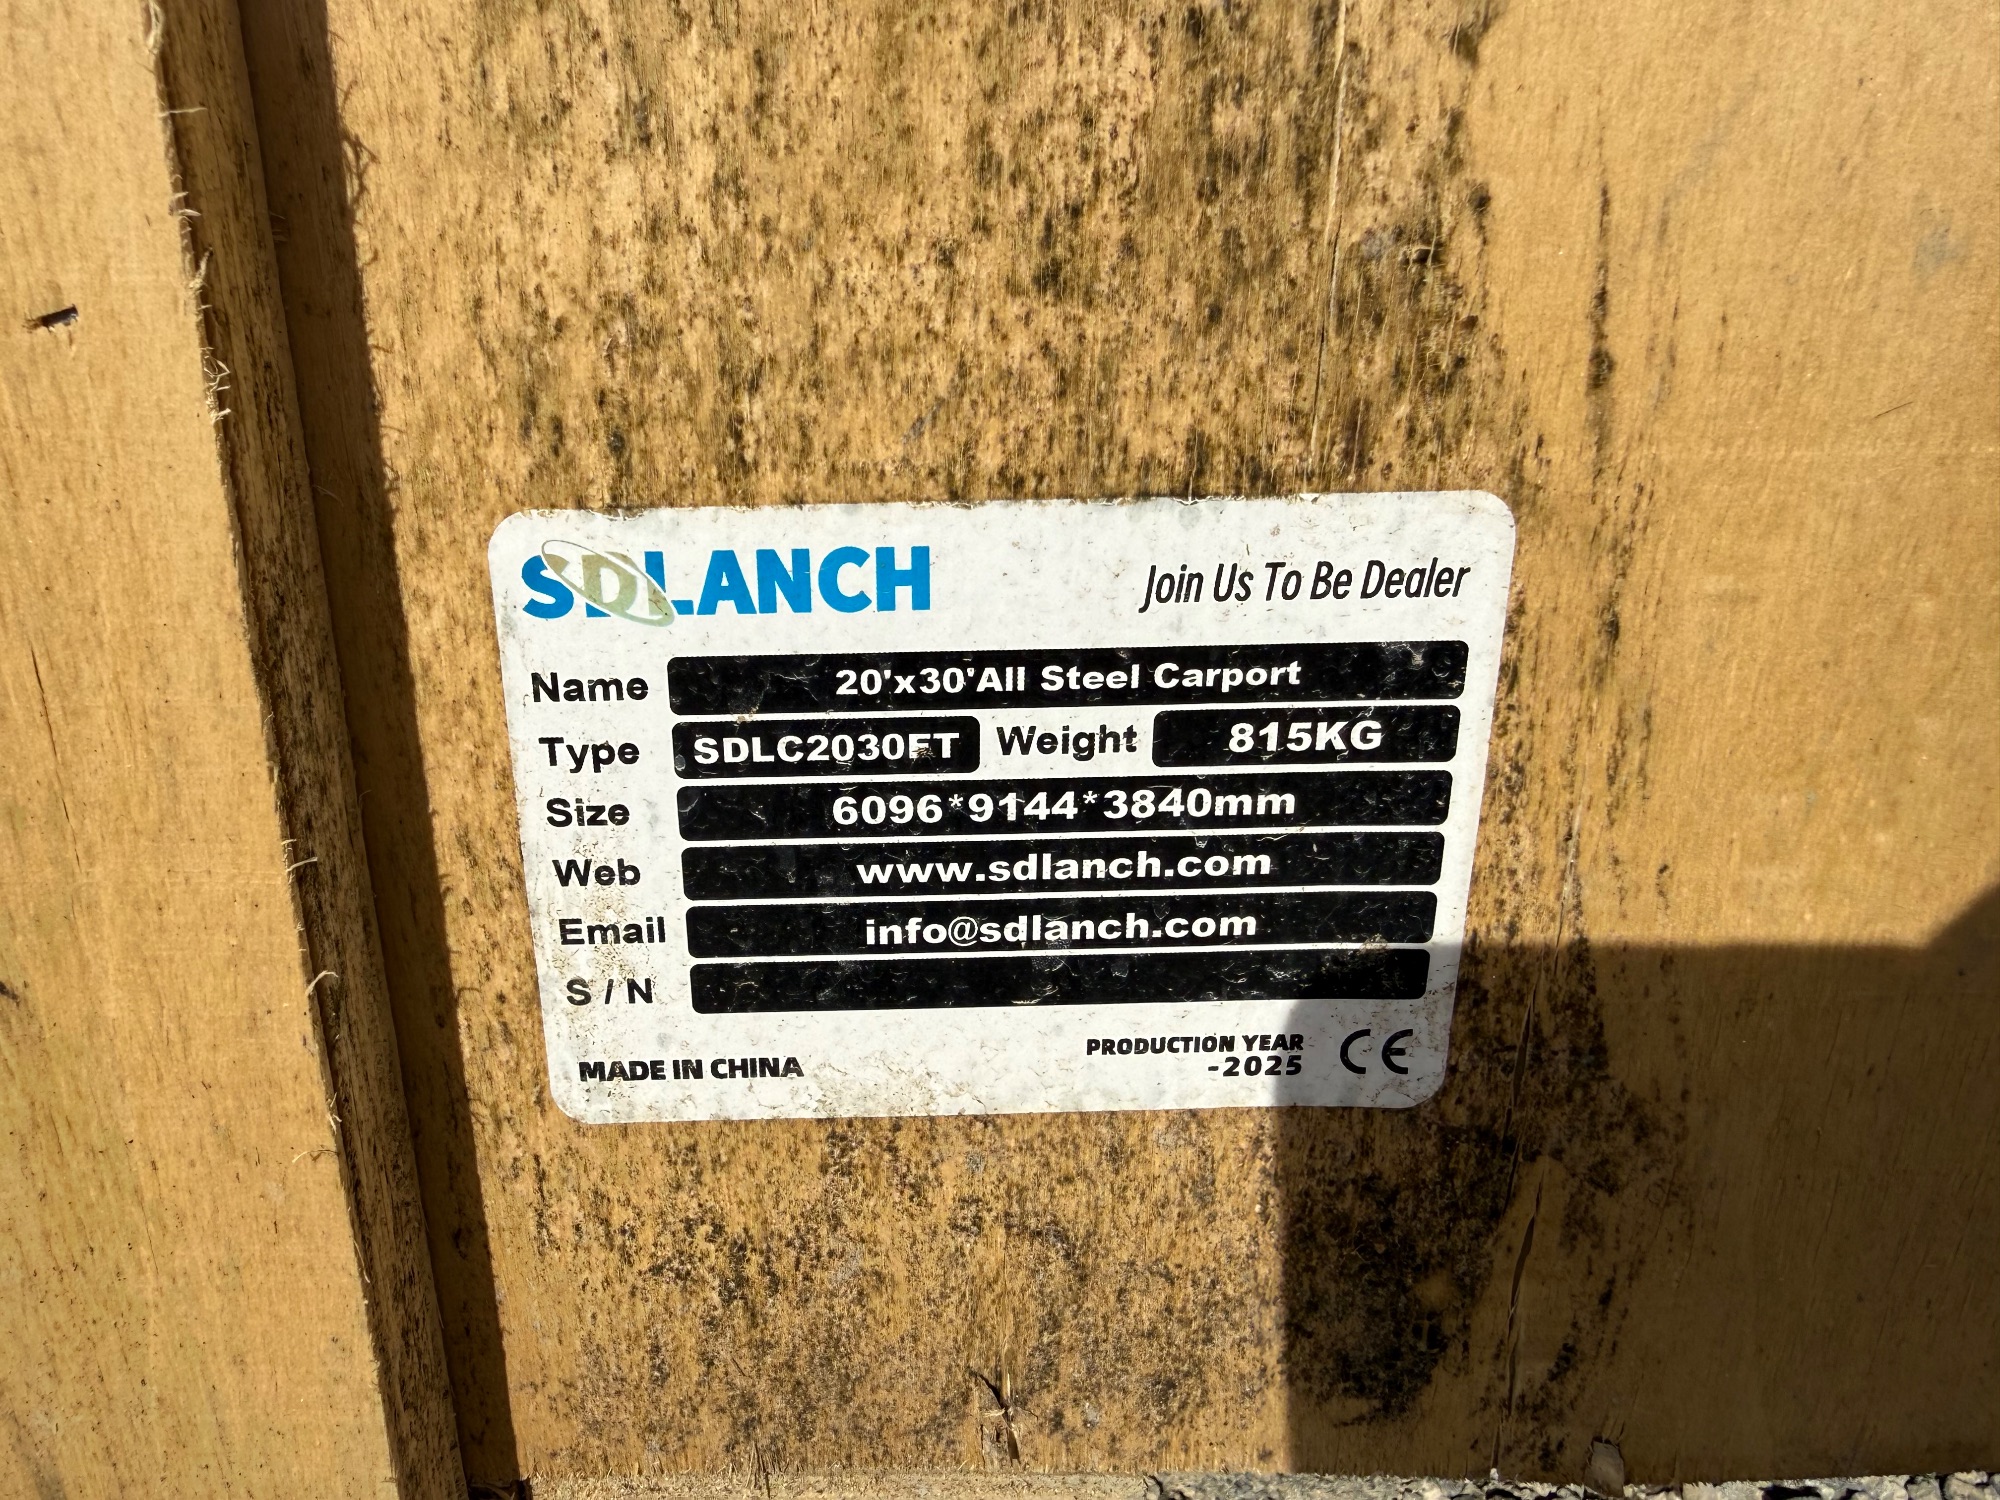 SDLANCH
Join Us To Be Dealer
Name 20'x30'All Steel Carport
Type SDLC2030FT Weight 815KG
Size 6096*9144*3840mm
Web www.sdlanch.com
Email info@sdlanch.com
S / N
MADE IN CHINA
PRODUCTION YEAR
-2025
CE